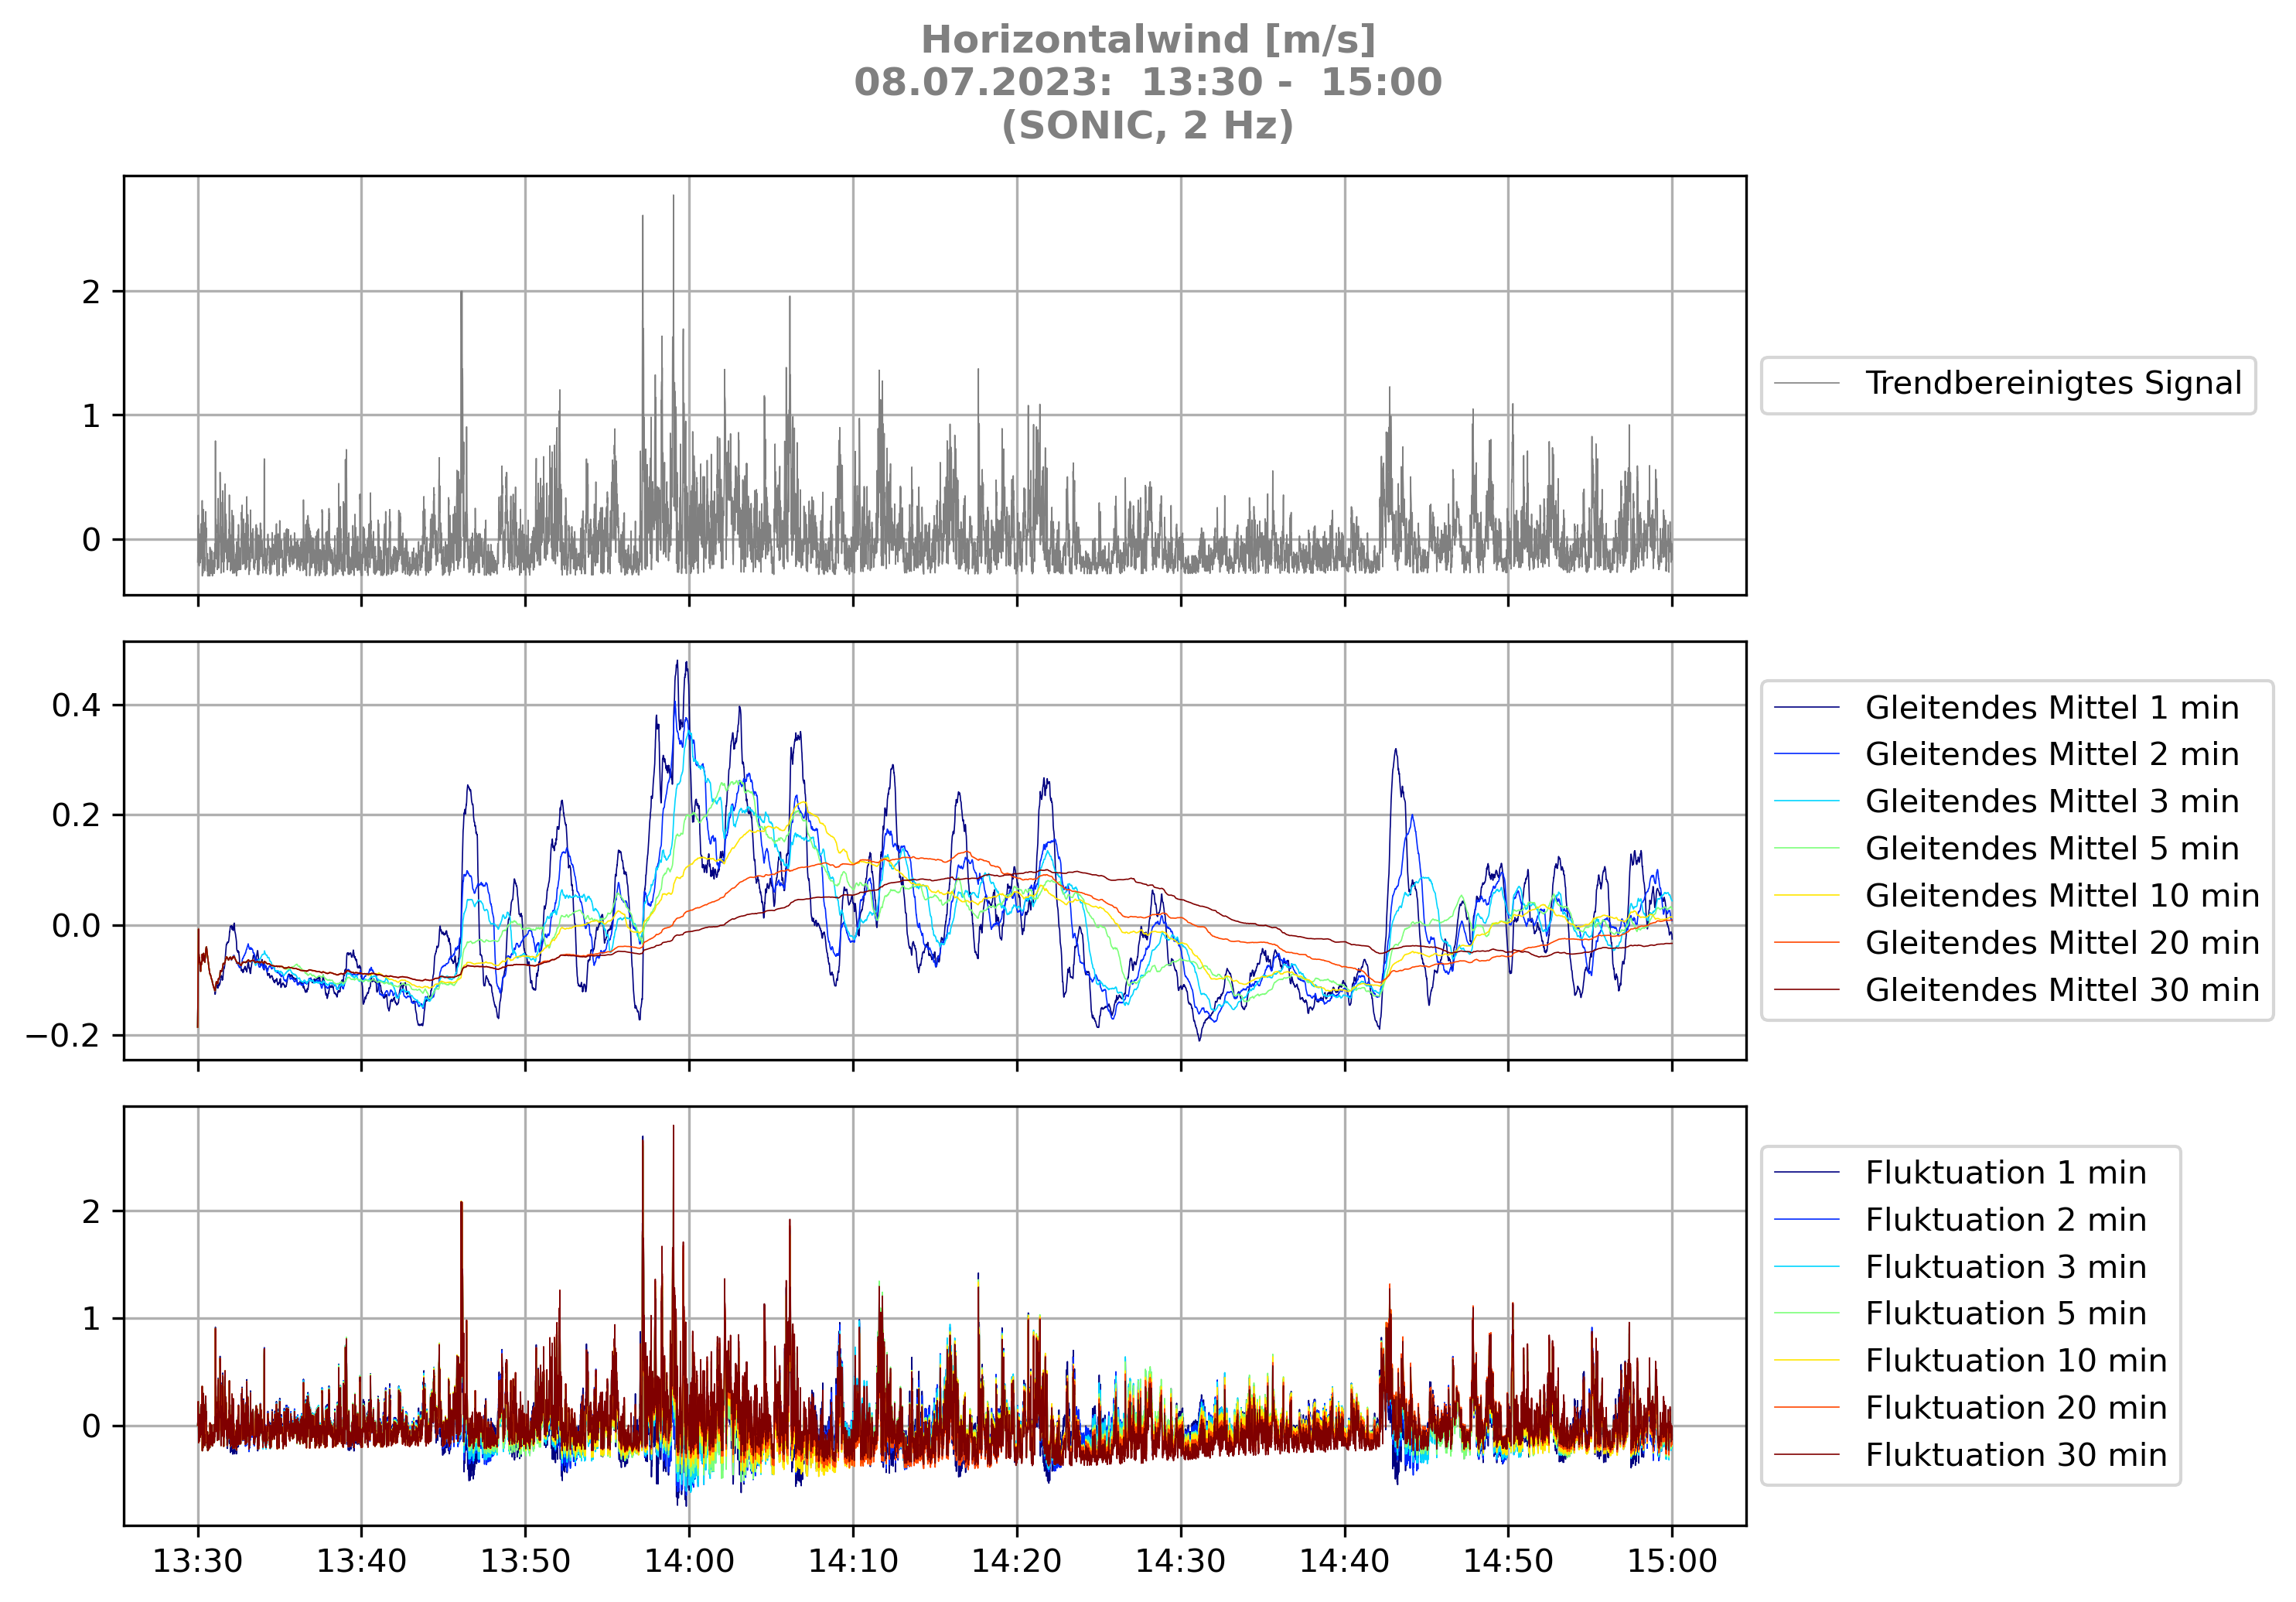 Horizontalwind [m/s]
08.07.2023:  13:30 -  15:00
(SONIC, 2 Hz)
2
1
0
Trendbereinigtes Signal
0.4
0.2
0.0
−0.2
Gleitendes Mittel 1 min
Gleitendes Mittel 2 min
Gleitendes Mittel 3 min
Gleitendes Mittel 5 min
Gleitendes Mittel 10 min
Gleitendes Mittel 20 min
Gleitendes Mittel 30 min
2
1
0
Fluktuation 1 min
Fluktuation 2 min
Fluktuation 3 min
Fluktuation 5 min
Fluktuation 10 min
Fluktuation 20 min
Fluktuation 30 min
13:30 13:40 13:50 14:00 14:10 14:20 14:30 14:40 14:50 15:00